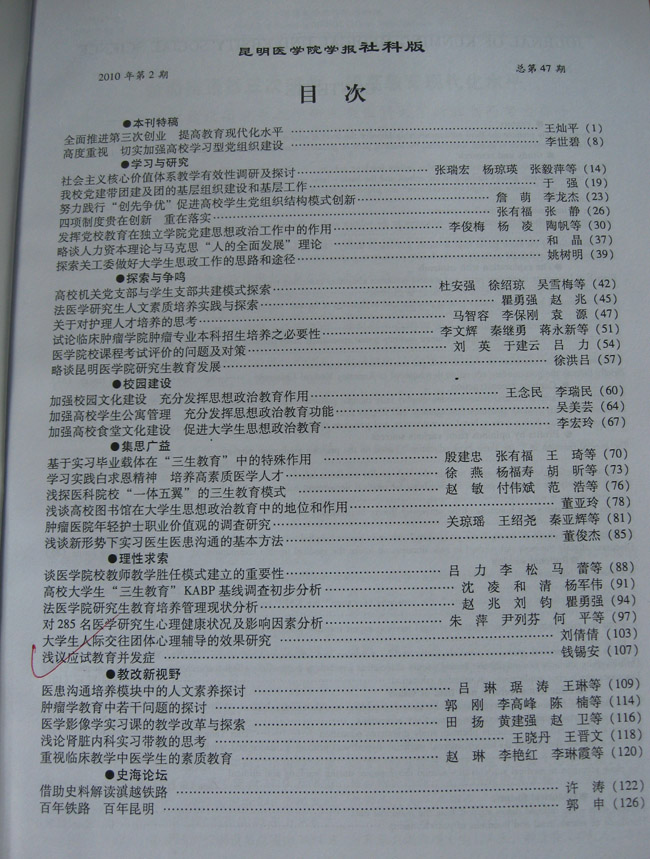 昆明医学院学报社科版
2010 年第 2 期 总第 47 期
目 次
●本刊特稿
全面推进第三次创业 提高教育现代化水平 …… 王灿平 (1)
高度重视 切实加强高校学习型党组织建设 …… 李世碧 (8)
●学习与研究
社会主义核心价值体系教学有效性调研及探讨 …… 张瑞宏 杨琼瑛 张毅萍等 (14)
我校党建带团建及团的基层组织建设和基层工作 …… 于 强 (19)
努力践行“创先争优”促进高校学生党组织结构模式创新 …… 詹 萌 李龙杰 (23)
四项制度贵在创新 重在落实 …… 张有福 张 静 (26)
发挥党校教育在独立学院党建思想政治工作中的作用 …… 李俊梅 杨 凌 陶帆等 (30)
略谈人力资本理论与马克思“人的全面发展”理论 …… 和 晶 (37)
探索关工委做好大学生思政工作的思路和途径 …… 姚树明 (39)
●探索与争鸣
高校机关党支部与学生支部共建模式探索 …… 杜安强 徐绍琼 吴雪梅等 (42)
法医学研究生人文素质培养实践与探索 …… 瞿勇强 赵 兆 (45)
关于对护理人才培养的思考 …… 马智容 李保刚 袁 源 (47)
试论临床肿瘤学院肿瘤专业本科招生培养之必要性 …… 李文辉 秦继勇 蒋永新等 (51)
医学院校课程考试评价的问题及对策 …… 刘 英 于建云 吕 力 (54)
略谈昆明医学院研究生教育发展 …… 徐洪吕 (57)
●校园建设
加强校园文化建设 充分发挥思想政治教育作用 …… 王念民 李瑞民 (60)
加强高校学生公寓管理 充分发挥思想政治教育功能 …… 吴美芸 (64)
加强高校食堂文化建设 促进大学生思想政治教育 …… 李宏玲 (67)
●集思广益
基于实习毕业载体在“三生教育”中的特殊作用 …… 殷建忠 张有福 王 琦等 (70)
学习实践白求恩精神 培养高素质医学人才 …… 徐 燕 杨福寿 胡 昕等 (73)
浅探医科院校“一体五翼”的三生教育模式 …… 赵 敏 付伟斌 范 浩等 (76)
浅谈高校图书馆在大学生思想政治教育中的地位和作用 …… 董亚玲 (78)
肿瘤医院年轻护士职业价值观的调查研究 …… 关琼瑶 王绍尧 秦亚辉等 (81)
浅谈新形势下实习医生医患沟通的基本方法 …… 董俊杰 (85)
●理性求索
谈医学院校教师教学胜任模式建立的重要性 …… 吕 力 李 松 马 蕾等 (88)
高校大学生“三生教育”KABP 基线调查初步分析 …… 沈 凌 和 清 杨军伟 (91)
法医学院研究生教育培养管理现状分析 …… 赵 兆 刘 钧 瞿勇强 (94)
对 285 名医学研究生心理健康状况及影响因素分析 …… 朱 萍 尹列芬 何 平等 (97)
大学生人际交往团体心理辅导的效果研究 …… 刘倩倩 (103)
浅议应试教育并发症 …… 钱锡安 (107)
●教改新视野
医患沟通培养模块中的人文素养探讨 …… 吕 琳 琚 涛 王琳等 (109)
肿瘤学教育中若干问题的探讨 …… 郭 刚 李高峰 陈 楠等 (114)
医学影像学实习课的教学改革与探索 …… 田 扬 黄建强 赵 卫等 (116)
浅论肾脏内科实习带教的思考 …… 王晓丹 王晋文 (118)
重视临床教学中医学生的素质教育 …… 赵 琳 李艳红 李琳霞等 (120)
●史海论坛
借助史料解读滇越铁路 …… 许 涛 (122)
百年铁路 百年昆明 …… 郭 申 (126)